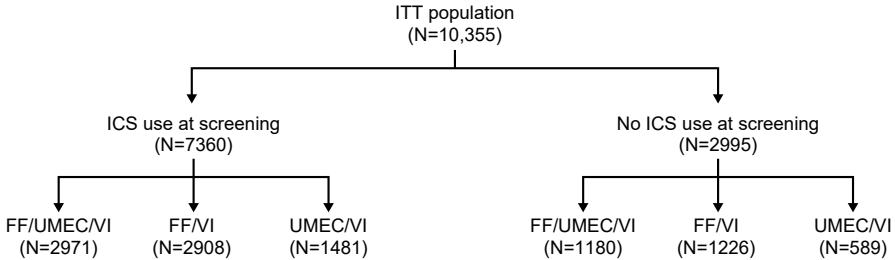 ITT population
(N=10,355)
ICS use at screening
(N=7360)
No ICS use at screening
(N=2995)
FF/UMEC/VI
(N=2971)
FF/VI
(N=2908)
UMEC/VI
(N=1481)
FF/UMEC/VI
(N=1180)
FF/VI
(N=1226)
UMEC/VI
(N=589)